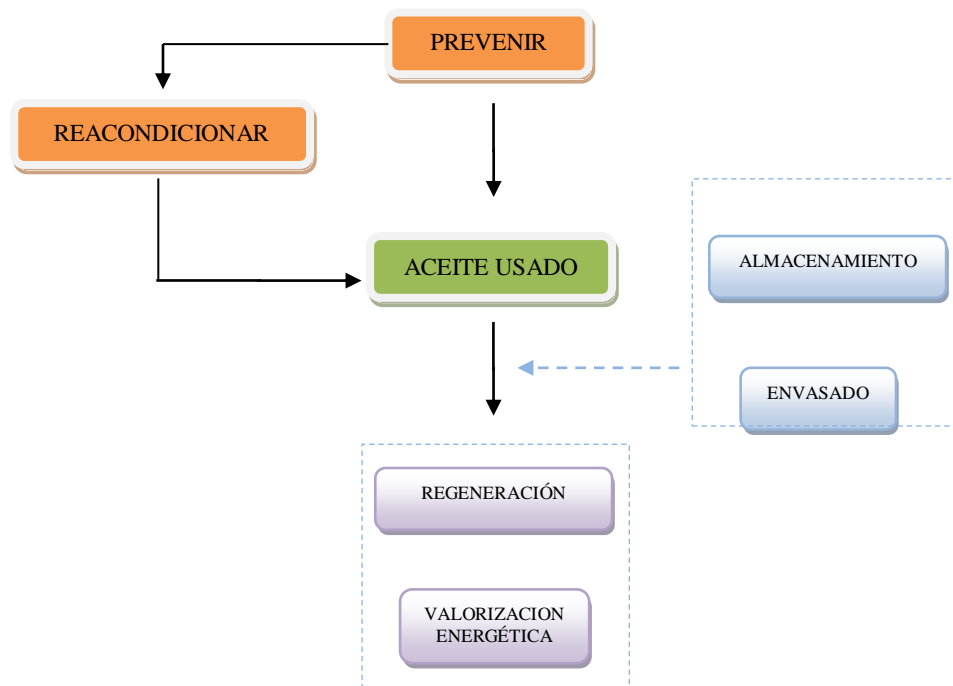 PREVENIR
REACONDICIONAR
ACEITE USADO
ALMACENAMIENTO
ENVASADO
REGENERACIÓN
VALORIZACION
ENERGÉTICA